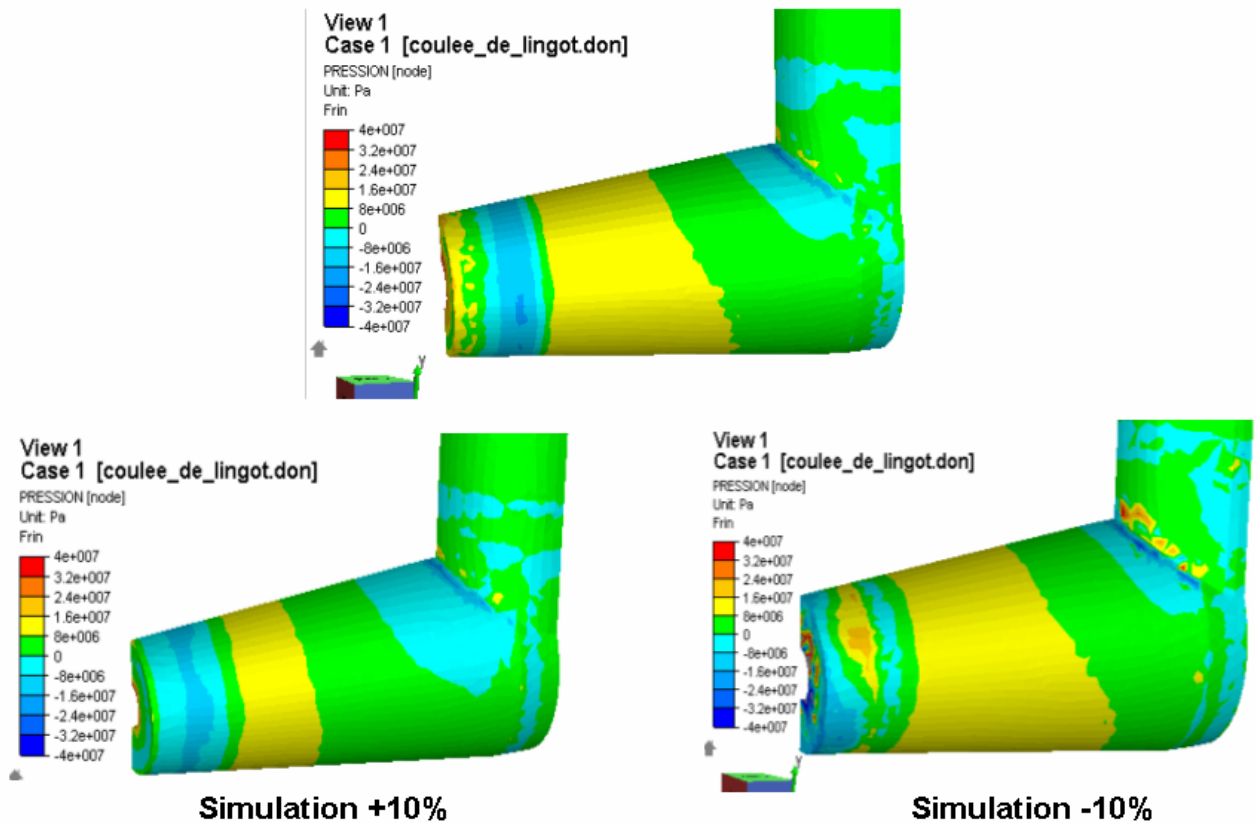 View 1
Case 1 [coulee_de_lingot.don]
PRESSION [node]
Unit: Pa
Frin
4e+007
3.2e+007
2.4e+007
1.6e+007
8e+006
0
-8e+006
-1.6e+007
-2.4e+007
-3.2e+007
-4e+007
y
View 1
Case 1 [coulee_de_lingot.don]
PRESSION [node]
Unit: Pa
Frin
4e+007
3.2e+007
2.4e+007
1.6e+007
8e+006
0
-8e+006
-1.6e+007
-2.4e+007
-3.2e+007
-4e+007
Simulation +10%
View 1
Case 1 [coulee_de_lingot.don]
PRESSION [node]
Unit: Pa
Frin
4e+007
3.2e+007
2.4e+007
1.6e+007
8e+006
0
-8e+006
-1.6e+007
-2.4e+007
-3.2e+007
-4e+007
y
Simulation -10%